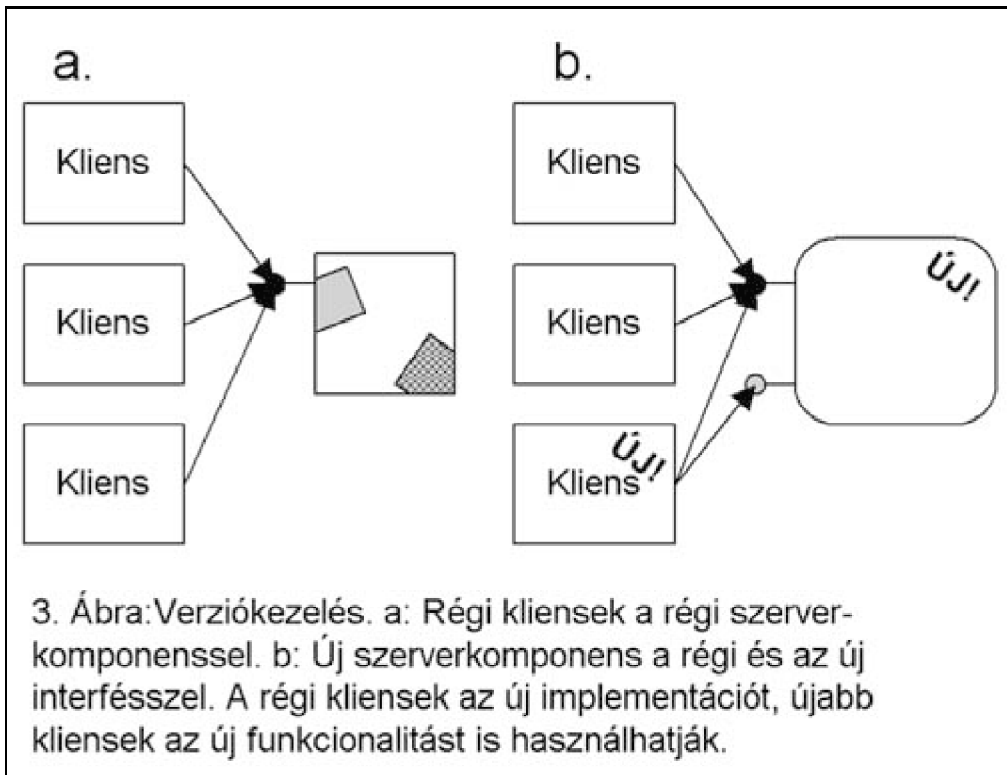 a.
Kliens
Kliens
Kliens
b.
Kliens
Kliens
Kliens
ÚJ!
ÚJ!
3. Ábra:Verziókezelés. a: Régi kliensek a régi szerver-
komponenssel. b: Új szerverkomponens a régi és az új
interfésszel. A régi kliensek az új implementációt, újabb
kliensek az új funkcionalitást is használhatják.